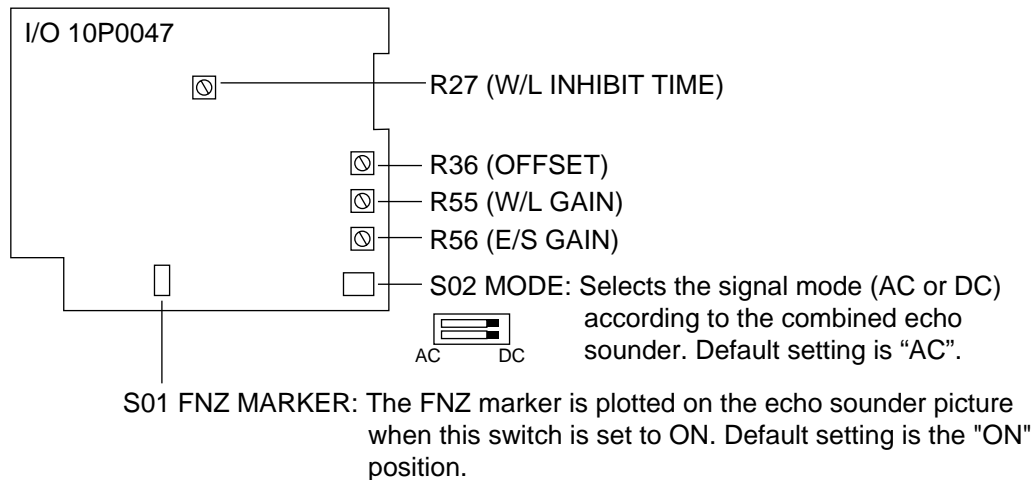 I/O 10P0047
R27 (W/L INHIBIT TIME)
R36 (OFFSET)
R55 (W/L GAIN)
R56 (E/S GAIN)
S02 MODE: Selects the signal mode (AC or DC)
according to the combined echo
sounder. Default setting is “AC”.
AC DC
S01 FNZ MARKER: The FNZ marker is plotted on the echo sounder picture
when this switch is set to ON. Default setting is the "ON"
position.